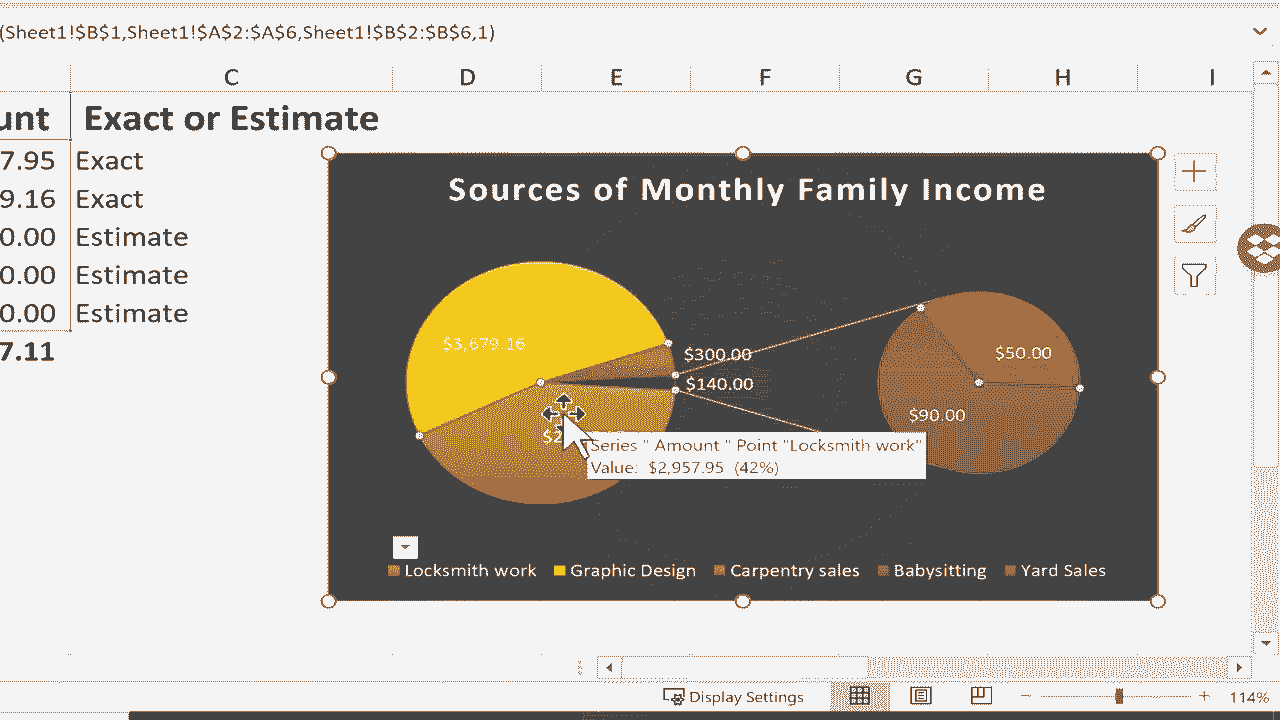 (Sheet1!$B$1,Sheet1!$A$2:$A$6,Sheet1!$B$2:$B$6,1)
C D E F G H I
unt Exact or Estimate
7.95 Exact
9.16 Exact
0.00 Estimate
0.00 Estimate
0.00 Estimate
7.11
Sources of Monthly Family Income
$3,679.16
$300.00
$140.00
$50.00
$90.00
$2
Series " Amount " Point "Locksmith work"
Value: $2,957.95 (42%)
Locksmith work Graphic Design Carpentry sales Babysitting Yard Sales
Display Settings 114%